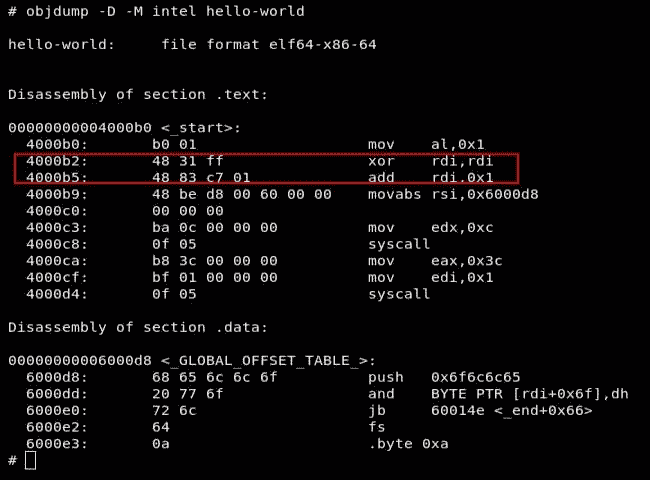 # objdump -D -M intel hello-world
hello-world:     file format elf64-x86-64
Disassembly of section .text:
00000000004000b0 <_start>:
4000b0:       b0 01                   mov    al,0x1
4000b2:       48 31 ff                xor    rdi,rdi
4000b5:       48 83 c7 01             add    rdi,0x1
4000b9:       48 be d8 00 60 00 00    movabs rsi,0x6000d8
4000c0:       00 00 00
4000c3:       ba 0c 00 00 00          mov    edx,0xc
4000c8:       0f 05                   syscall
4000ca:       b8 3c 00 00 00          mov    eax,0x3c
4000cf:       bf 01 00 00 00          mov    edi,0x1
4000d4:       0f 05                   syscall
Disassembly of section .data:
00000000006000d8 <_GLOBAL_OFFSET_TABLE_>:
6000d8:       68 65 6c 6c 6f          push   0x6f6c6c65
6000dd:       20 77 6f                and    BYTE PTR [rdi+0x6f],dh
6000e0:       72 6c                   jb     60014e <_end+0x66>
6000e2:       64                      fs
6000e3:       0a                      .byte 0xa
#